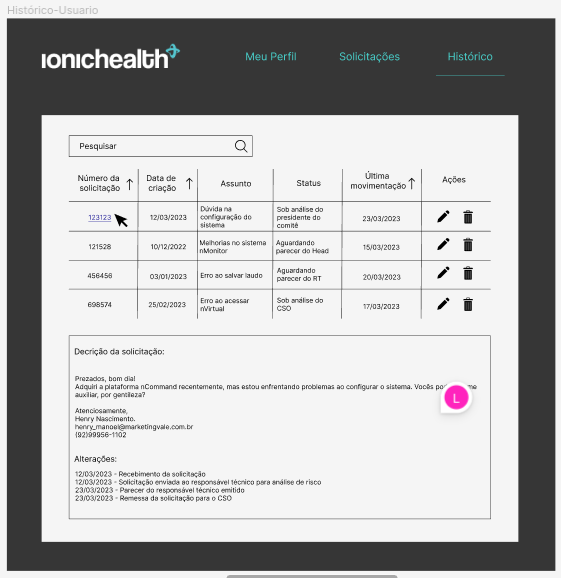 Histórico-Usuario
ionichealth
Meu Perfil
Solicitações
Histórico
Pesquisar
Número da solicitação ↑
Data de criação ↑
Assunto
Status
Última movimentação ↑
Ações
123123
12/03/2023
Dúvida na configuração do sistema
Sob análise do presidente do comitê
23/03/2023
121528
10/12/2022
Melhorias no sistema nMonitor
Aguardando parecer do Head
15/03/2023
456456
03/01/2023
Erro ao salvar laudo
Aguardando parecer do RT
20/03/2023
698574
25/02/2023
Erro ao acessar nVirtual
Sob análise do CSO
17/03/2023
Decrição da solicitação:
Prezados, bom dia!
Adquiri a plataforma nCommand recentemente, mas estou enfrentando problemas ao configurar o sistema. Vocês
auxiliar, por gentileza?
Atenciosamente,
Henry Nascimento.
henry_manoel@marketingvale.com.br
(92)99956-1102
L
Alterações:
12/03/2023 - Recebimento da solicitação
12/03/2023 - Solicitação enviada ao responsável técnico para análise de risco
23/03/2023 - Parecer do responsável técnico emitido
23/03/2023 - Remessa da solicitação para o CSO